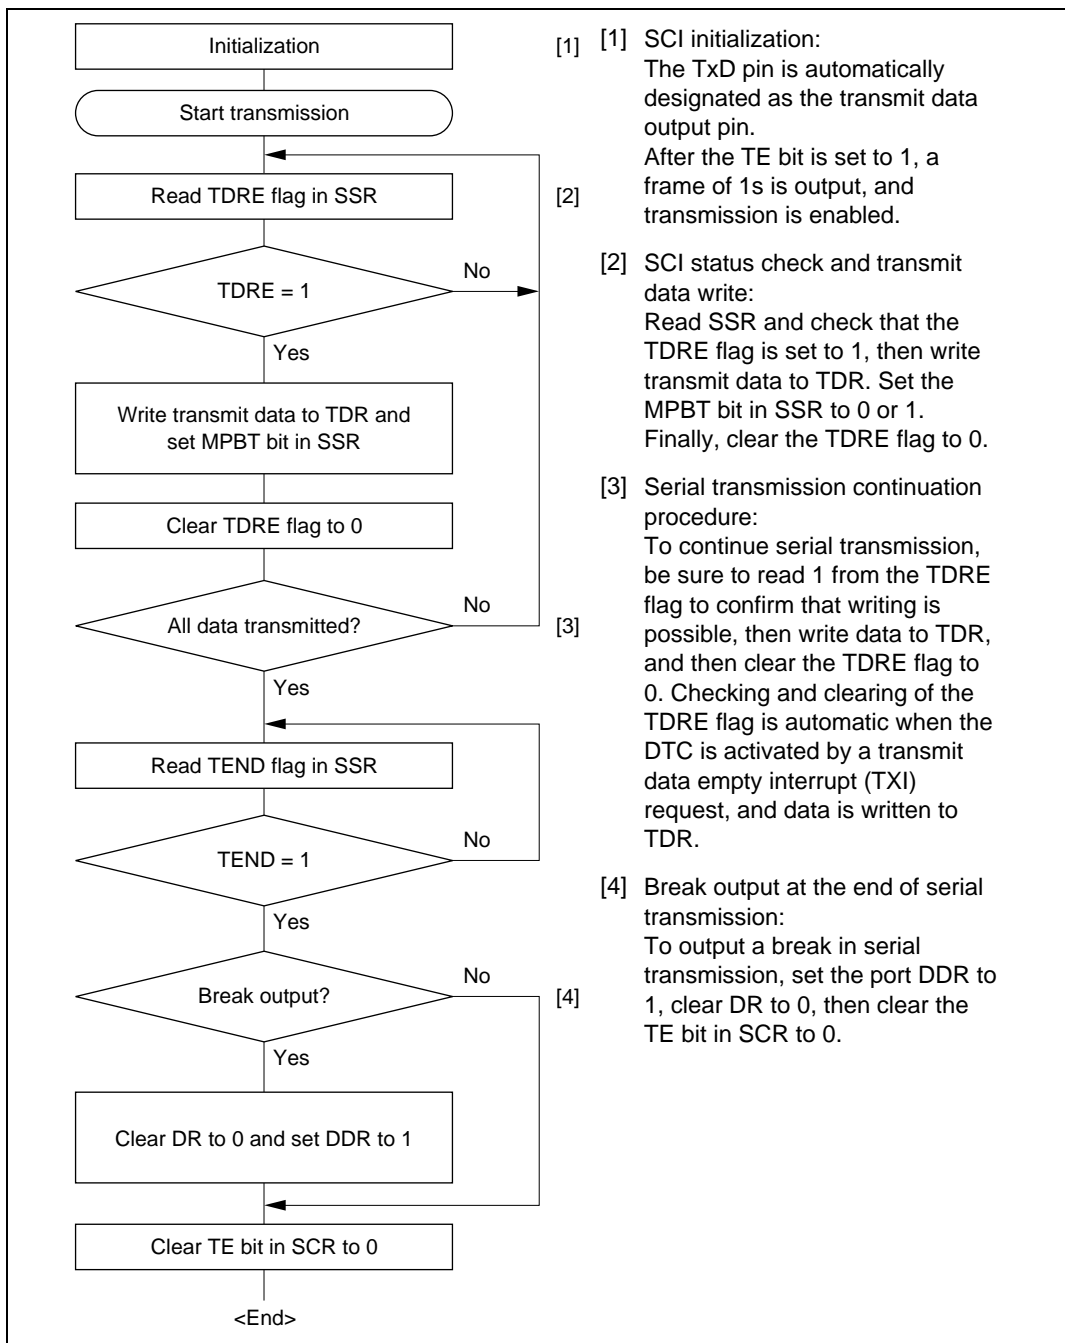 Initialization
[1]
Start transmission
Read TDRE flag in SSR
[2]
TDRE = 1
No
Yes
Write transmit data to TDR and
set MPBT bit in SSR
Clear TDRE flag to 0
All data transmitted?
No
[3]
Yes
Read TEND flag in SSR
TEND = 1
No
Yes
Break output?
No
[4]
Yes
Clear DR to 0 and set DDR to 1
Clear TE bit in SCR to 0
<End>
[1] SCI initialization:
The TxD pin is automatically
designated as the transmit data
output pin.
After the TE bit is set to 1, a
frame of 1s is output, and
transmission is enabled.
[2] SCI status check and transmit
data write:
Read SSR and check that the
TDRE flag is set to 1, then write
transmit data to TDR. Set the
MPBT bit in SSR to 0 or 1.
Finally, clear the TDRE flag to 0.
[3] Serial transmission continuation
procedure:
To continue serial transmission,
be sure to read 1 from the TDRE
flag to confirm that writing is
possible, then write data to TDR,
and then clear the TDRE flag to
0. Checking and clearing of the
TDRE flag is automatic when the
DTC is activated by a transmit
data empty interrupt (TXI)
request, and data is written to
TDR.
[4] Break output at the end of serial
transmission:
To output a break in serial
transmission, set the port DDR to
1, clear DR to 0, then clear the
TE bit in SCR to 0.